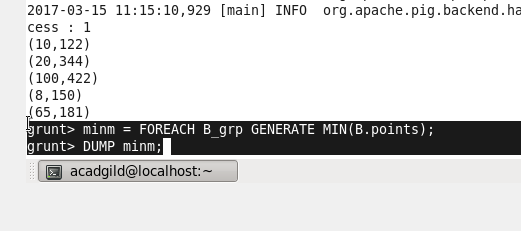 2017-03-15 11:15:10,929 [main] INFO org.apache.pig.backend.ha
cess : 1
(10,122)
(20,344)
(100,422)
(8,150)
(65,181)
grunt> minm = FOREACH B_grp GENERATE MIN(B.points);
grunt> DUMP minm;
acadgild@localhost:~